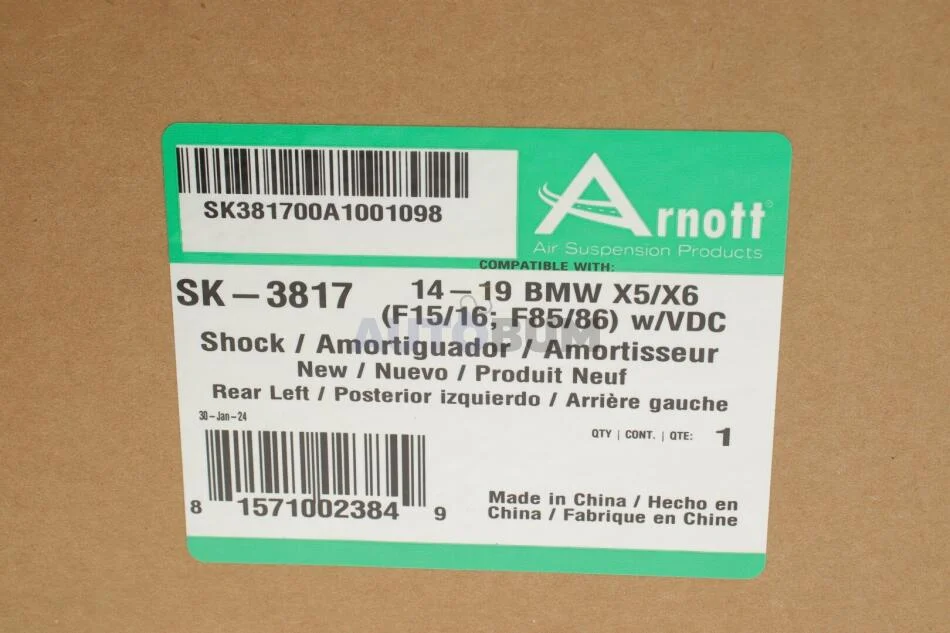 SK381700A1001098
Arnott®
Air Suspension Products
COMPATIBLE WITH:
SK-3817
14-19 BMW X5/X6
(F15/16; F85/86) w/VDC
AUTOBUM
Shock / Amortiguador / Amortisseur
New / Nuevo / Produit Neuf
Rear Left / Posterior izquierdo / Arrière gauche
30-Jan-24
QTY | CONT. | QTE: 1
8 1571002384 9
Made in China / Hecho en
China / Fabrique en Chine